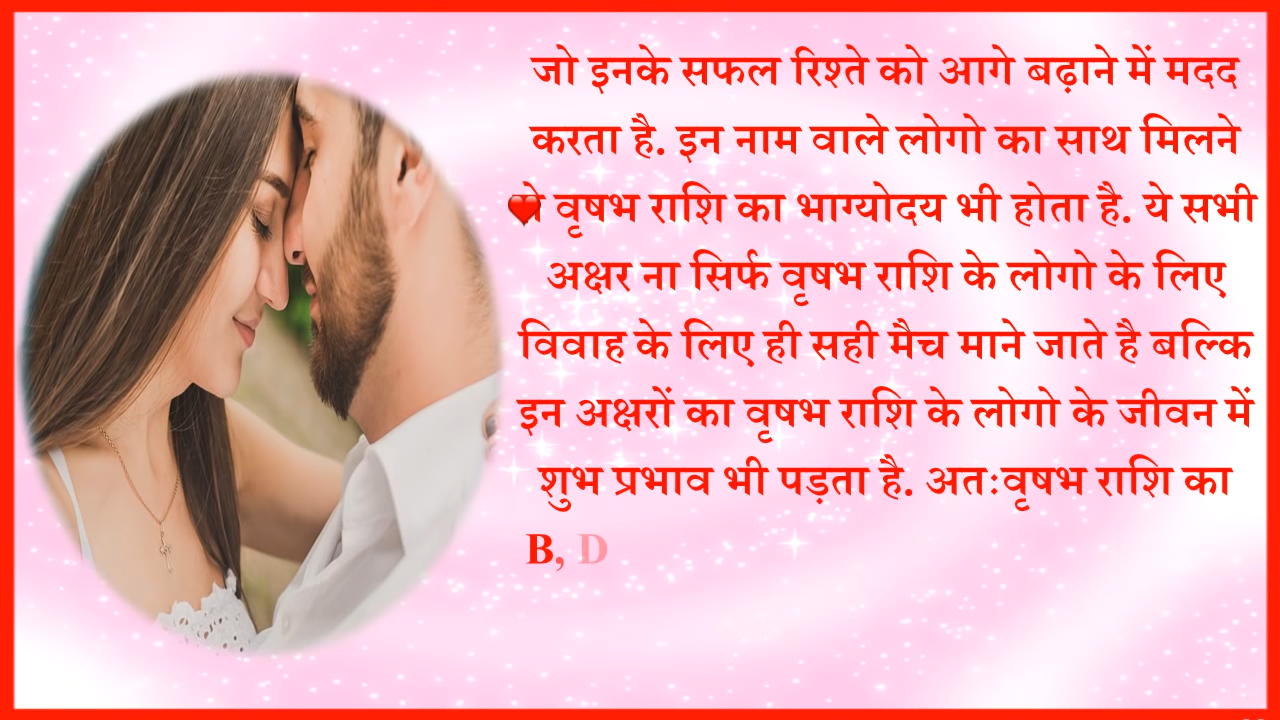 जो इनके सफल रिश्ते को आगे बढ़ाने में मदद
करता है. इन नाम वाले लोगो का साथ मिलने
वृषभ राशि का भाग्योदय भी होता है. ये सभी
अक्षर ना सिर्फ वृषभ राशि के लोगो के लिए
विवाह के लिए ही सही मैच माने जाते है बल्कि
इन अक्षरों का वृषभ राशि के लोगो के जीवन में
शुभ प्रभाव भी पड़ता है. अतःवृषभ राशि का
B, D